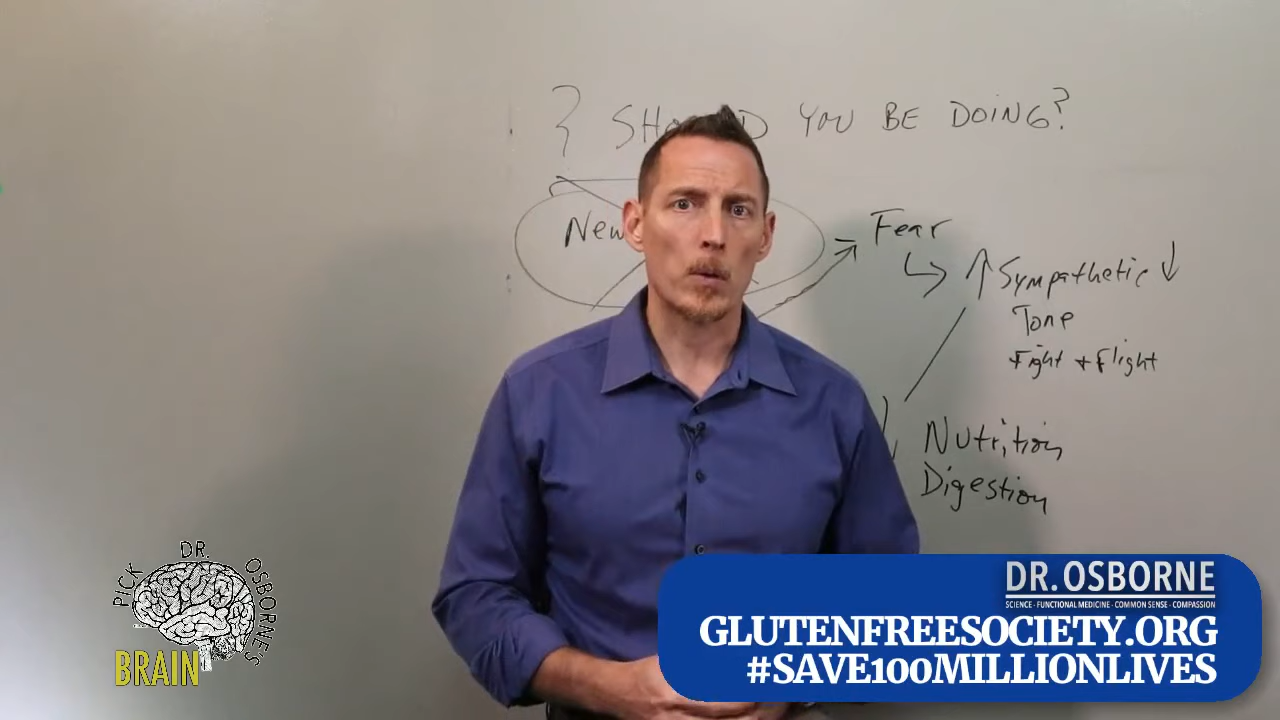 SHOULD YOU BE DOING?
New
= Fear
↑ Sympathetic ↓
Tone
Fight + Flight
Nutrition
Digestion
PICK DR. OSBORNE'S
BRAIN
DR. OSBORNE
SCIENCE · FUNCTIONAL MEDICINE · COMMON SENSE · COMPASSION
GLUTENFREESOCIETY.ORG
#SAVE100MILLIONLIVES